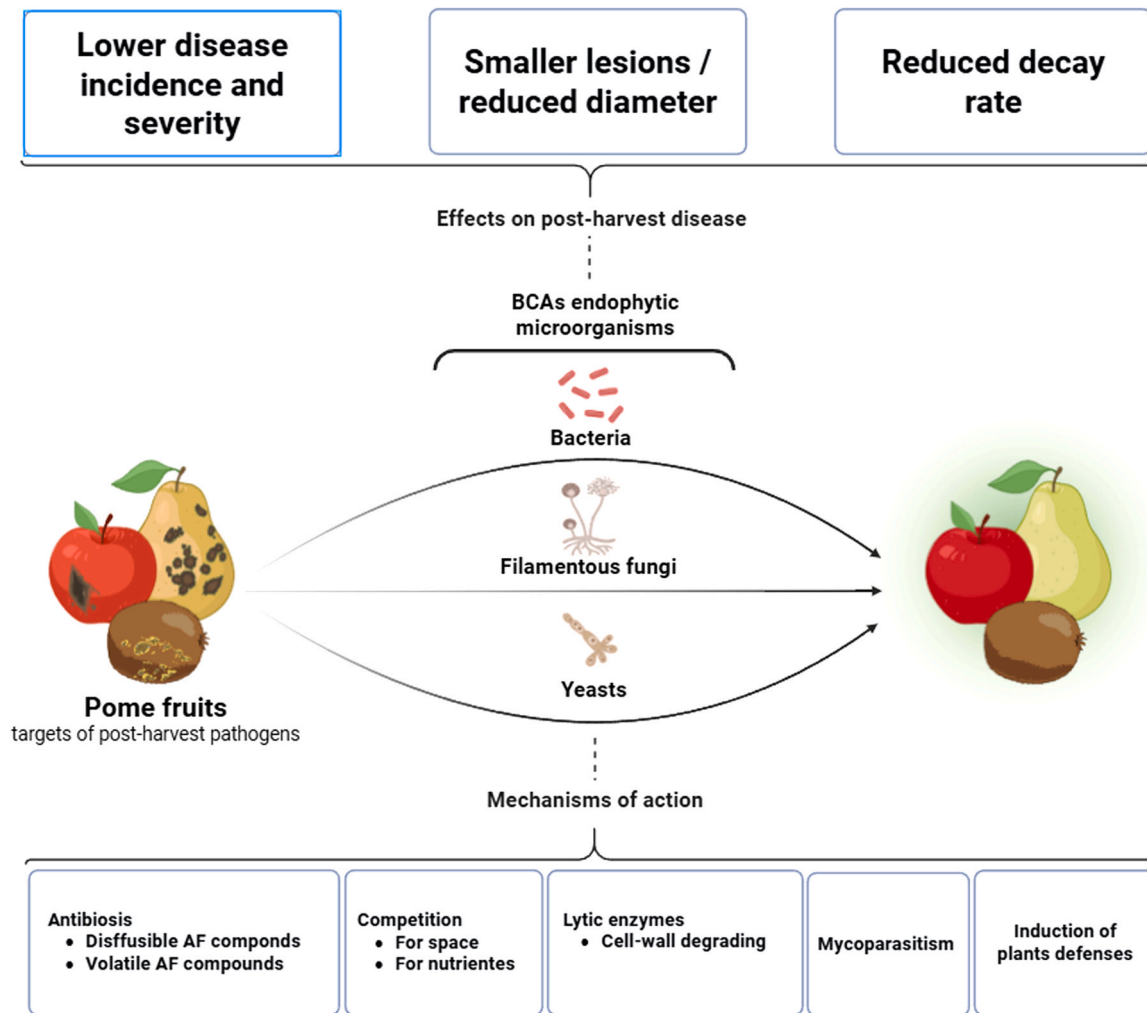 Lower disease
incidence and
severity
Smaller lesions /
reduced diameter
Reduced decay
rate
Effects on post-harvest disease
BCAs endophytic
microorganisms
Bacteria
Filamentous fungi
Yeasts
Pome fruits
targets of post-harvest pathogens
Mechanisms of action
Antibiosis
• Disffusible AF componds
• Volatile AF compounds
Competition
• For space
• For nutrientes
Lytic enzymes
• Cell-wall degrading
Mycoparasitism
Induction of
plants defenses